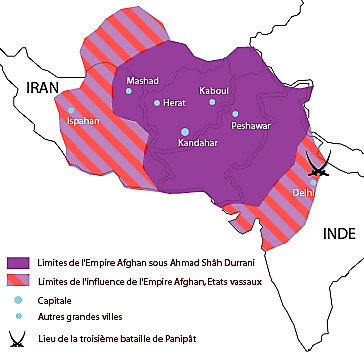 Mashad
IRAN
Kaboul
Herat
Ispahan
Peshawar
Kandahar
Delhi
INDE
Limites de l'Empire Afghan sous Ahmad Shâh Durrani
Limites de l'influence de l'Empire Afghan, Etats vassaux
Capitale
Autres grandes villes
Lieu de la troisième bataille de Panipât